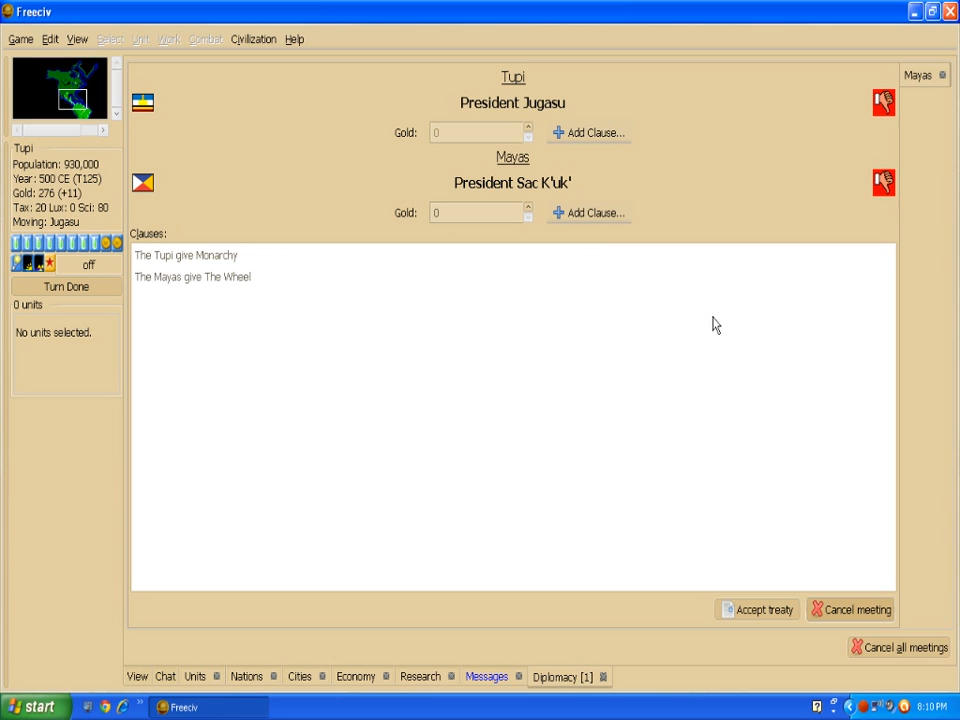 Freeciv
Game Edit View Select Unit Work Combat Civilization Help
Tupi
President Jugasu
Gold: 0 Add Clause...
Mayas
President Sac K'uk'
Gold: 0 Add Clause...
Mayas
Tupi
Population: 930,000
Year: 500 CE (T125)
Gold: 276 (+11)
Tax: 20 Lux: 0 Sci: 80
Moving: Jugasu
off
Turn Done
0 units
No units selected.
Clauses:
The Tupi give Monarchy
The Mayas give The Wheel
Accept treaty Cancel meeting
Cancel all meetings
View Chat Units Nations Cities Economy Research Messages Diplomacy [1]
start Freeciv 8:10 PM